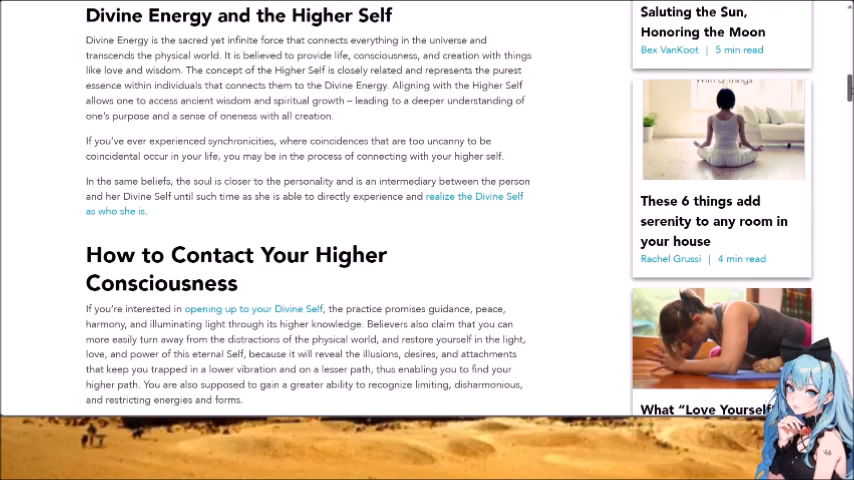 Divine Energy and the Higher Self
Divine Energy is the sacred yet infinite force that connects everything in the universe and
transcends the physical world. It is believed to provide life, consciousness, and creation with things
like love and wisdom. The concept of the Higher Self is closely related and represents the purest
essence within individuals that connects them to the Divine Energy. Aligning with the Higher Self
allows one to access ancient wisdom and spiritual growth – leading to a deeper understanding of
one's purpose and a sense of oneness with all creation.
If you've ever experienced synchronicities, where coincidences that are too uncanny to be
coincidental occur in your life, you may be in the process of connecting with your higher self.
In the same beliefs, the soul is closer to the personality and is an intermediary between the person
and her Divine Self until such time as she is able to directly experience and realize the Divine Self
as who she is.
How to Contact Your Higher
Consciousness
If you're interested in opening up to your Divine Self, the practice promises guidance, peace,
harmony, and illuminating light through its higher knowledge. Believers also claim that you can
more easily turn away from the distractions of the physical world, and restore yourself in the light,
love, and power of this eternal Self, because it will reveal the illusions, desires, and attachments
that keep you trapped in a lower vibration and on a lesser path, thus enabling you to find your
higher path. You are also supposed to gain a greater ability to recognize limiting, disharmonious,
and restricting energies and forms.
Saluting the Sun,
Honoring the Moon
Bex VanKoot | 5 min read
These 6 things add
serenity to any room in
your house
Rachel Grussi | 4 min read
What "Love Yourself